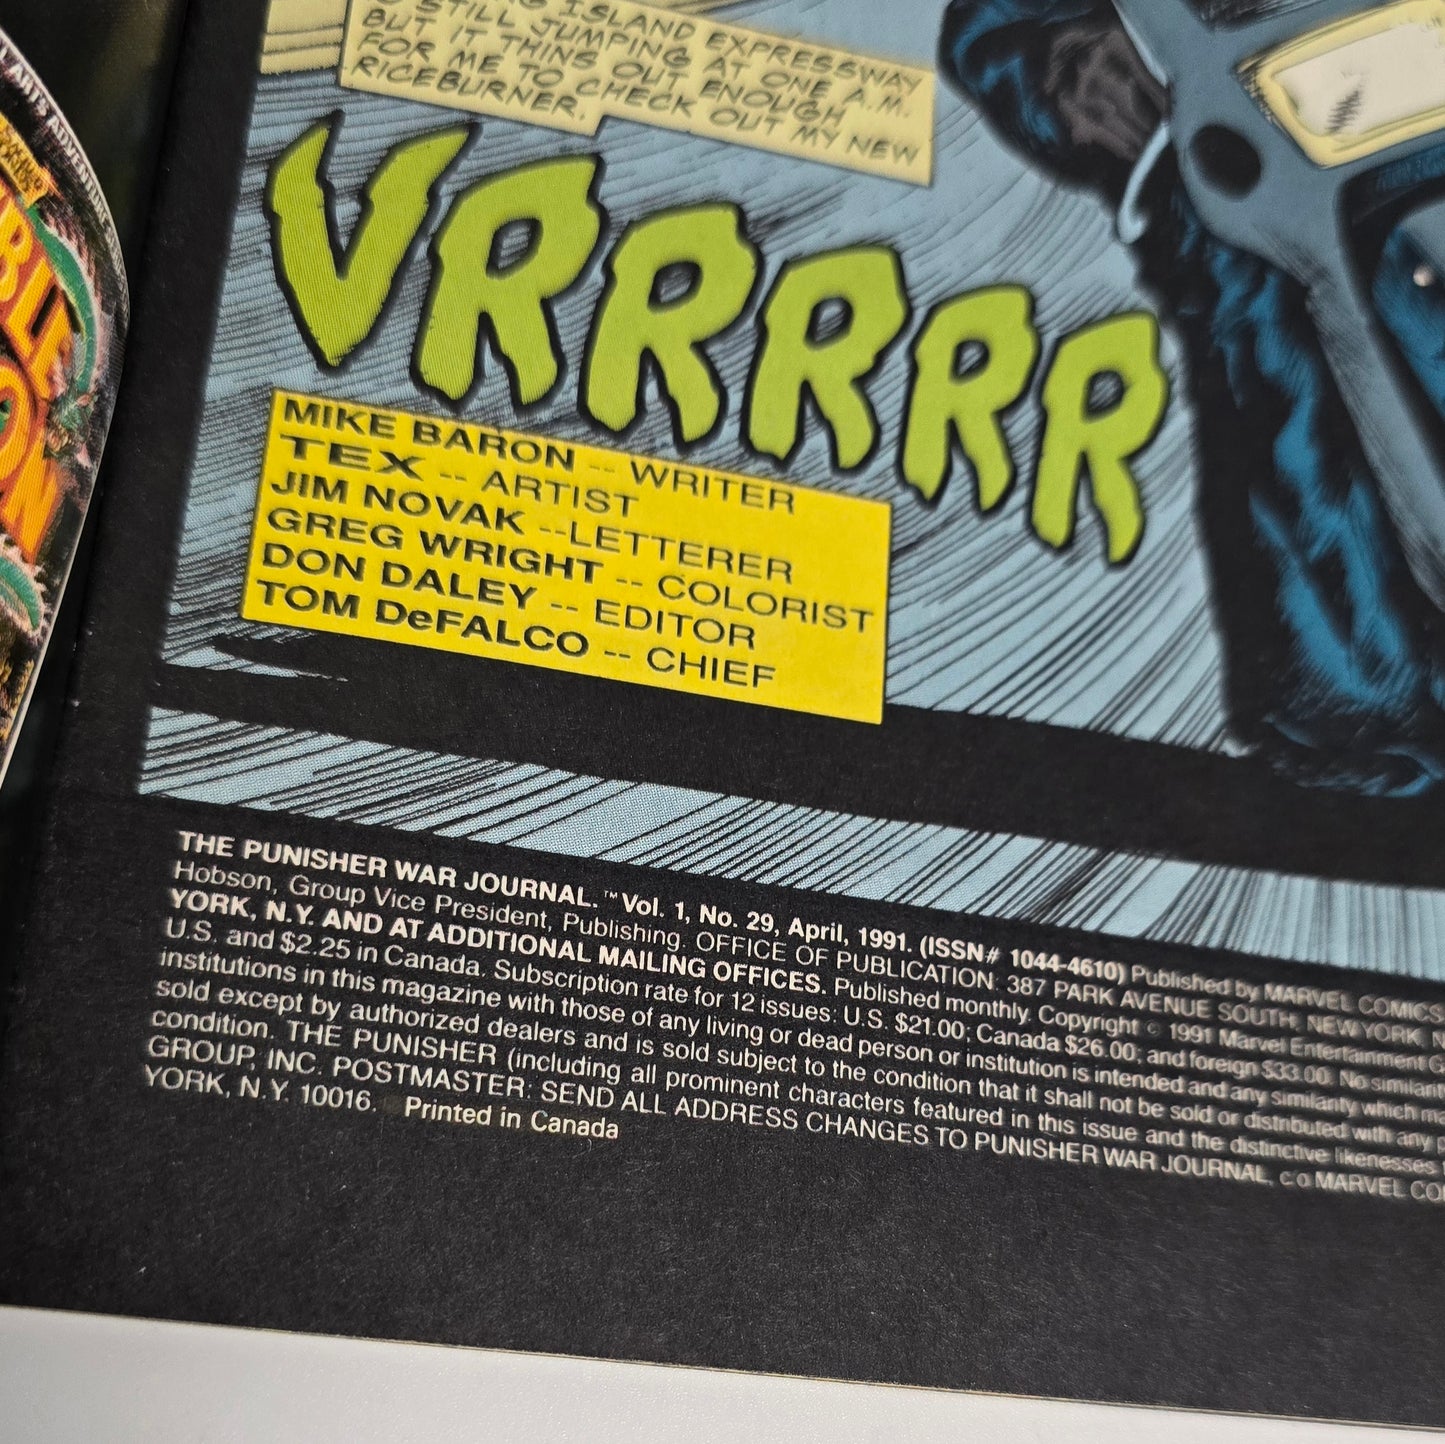 ISLAND EXPRESSWAY
STILL JUMPING AT ONE A.M.
BUT IT THINS OUT ENOUGH
FOR ME TO CHECK OUT MY NEW
RICEBURNER.
VRRRRR
MIKE BARON -- WRITER
TEX -- ARTIST
JIM NOVAK --LETTERER
GREG WRIGHT -- COLORIST
DON DALEY -- EDITOR
TOM DeFALCO -- CHIEF
THE PUNISHER WAR JOURNAL.™ Vol. 1, No. 29, April, 1991. (ISSN# 1044-4610) Published by MARVEL COMICS
Hobson, Group Vice President, Publishing. OFFICE OF PUBLICATION: 387 PARK AVENUE SOUTH, NEW YORK, N
YORK, N.Y. AND AT ADDITIONAL MAILING OFFICES. Published monthly. Copyright © 1991 Marvel Entertainment G
U.S. and $2.25 in Canada. Subscription rate for 12 issues: U.S. $21.00; Canada $26.00; and foreign $33.00. No similarit
institutions in this magazine with those of any living or dead person or institution is intended and any similarity which ma
sold except by authorized dealers and is sold subject to the condition that it shall not be sold or distributed with any p
condition. THE PUNISHER (including all prominent characters featured in this issue and the distinctive likenesses
GROUP, INC. POSTMASTER: SEND ALL ADDRESS CHANGES TO PUNISHER WAR JOURNAL, c/o MARVEL CO
YORK, N.Y. 10016. Printed in Canada